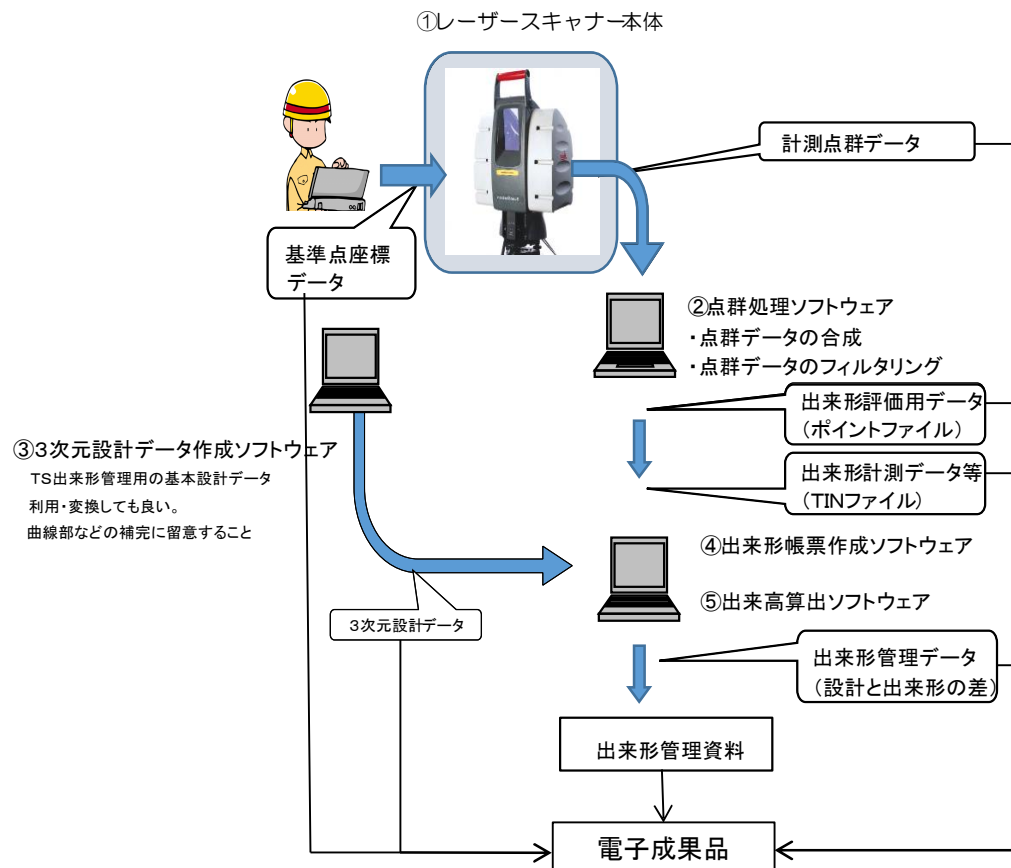 ①レーザースキャナー本体
計測点群データ
基準点座標
データ
②点群処理ソフトウェア
・点群データの合成
・点群データのフィルタリング
出来形評価用データ
（ポイントファイル）
③３次元設計データ作成ソフトウェア
ＴＳ出来形管理用の基本設計データ
利用・変換しても良い。
曲線部などの補完に留意すること
出来形計測データ等
（TINファイル）
④出来形帳票作成ソフトウェア
⑤出来高算出ソフトウェア
３次元設計データ
出来形管理データ
（設計と出来形の差）
出来形管理資料
電子成果品